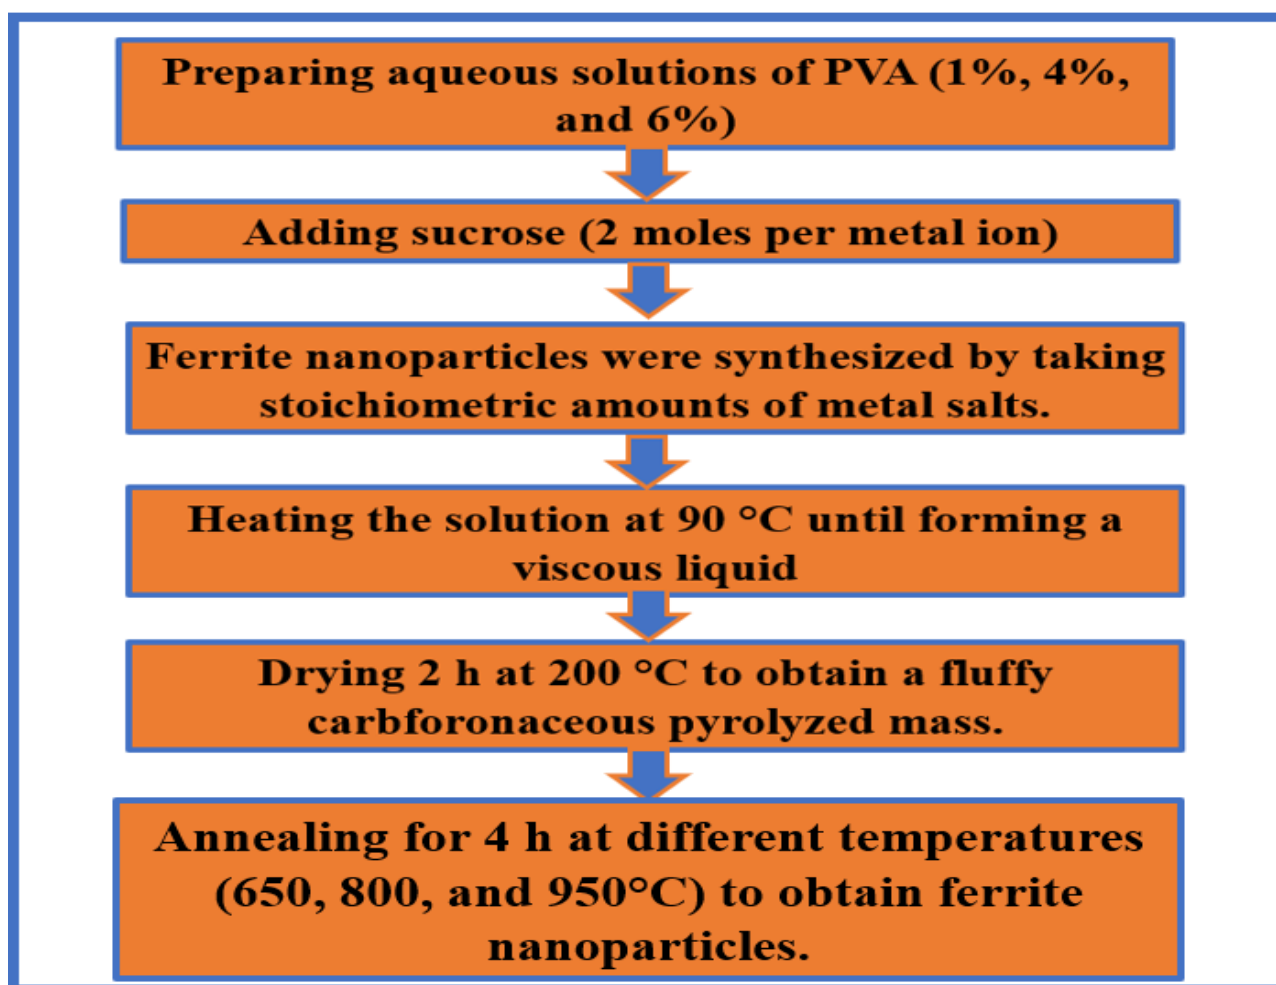 Preparing aqueous solutions of PVA (1%, 4%,
and 6%)
Adding sucrose (2 moles per metal ion)
Ferrite nanoparticles were synthesized by taking
stoichiometric amounts of metal salts.
Heating the solution at 90 °C until forming a
viscous liquid
Drying 2 h at 200 °C to obtain a fluffy
carbforonaceous pyrolyzed mass.
Annealing for 4 h at different temperatures
(650, 800, and 950°C) to obtain ferrite
nanoparticles.